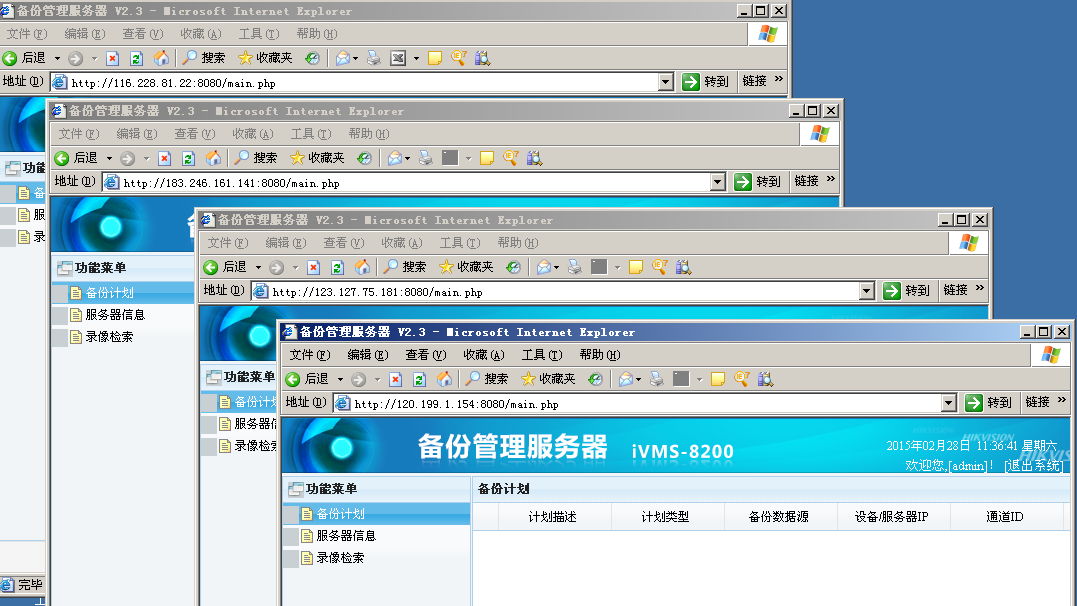 备份管理服务器 V2.3 - Microsoft Internet Explorer
文件(F) 编辑(E) 查看(V) 收藏(A) 工具(T) 帮助(H)
后退 搜索 收藏夹
地址(D) http://116.228.81.22:8080/main.php 转到 链接 »
功能
备
服
录
完毕
备份管理服务器 V2.3 - Microsoft Internet Explorer
文件(F) 编辑(E) 查看(V) 收藏(A) 工具(T) 帮助(H)
后退 搜索 收藏夹
地址(D) http://183.246.161.141:8080/main.php 转到 链接 »
功能菜单
备份计划
服务器信息
录像检索
备份管理服务器 V2.3 - Microsoft Internet Explorer
文件(F) 编辑(E) 查看(V) 收藏(A) 工具(T) 帮助(H)
后退 搜索 收藏夹
地址(D) http://123.127.75.181:8080/main.php 转到 链接 »
功能菜单
备份计
服务器信
录像检索
备份管理服务器 V2.3 - Microsoft Internet Explorer
文件(F) 编辑(E) 查看(V) 收藏(A) 工具(T) 帮助(H)
后退 搜索 收藏夹
地址(D) http://120.199.1.154:8080/main.php 转到 链接 »
备份管理服务器 iVMS-8200
HIKVISION
2015年02月28日 11:36:41 星期六
欢迎您,[admin]! [退出系统]
功能菜单 备份计划
备份计划 计划描述 计划类型 备份数据源 设备/服务器IP 通道ID
服务器信息
录像检索